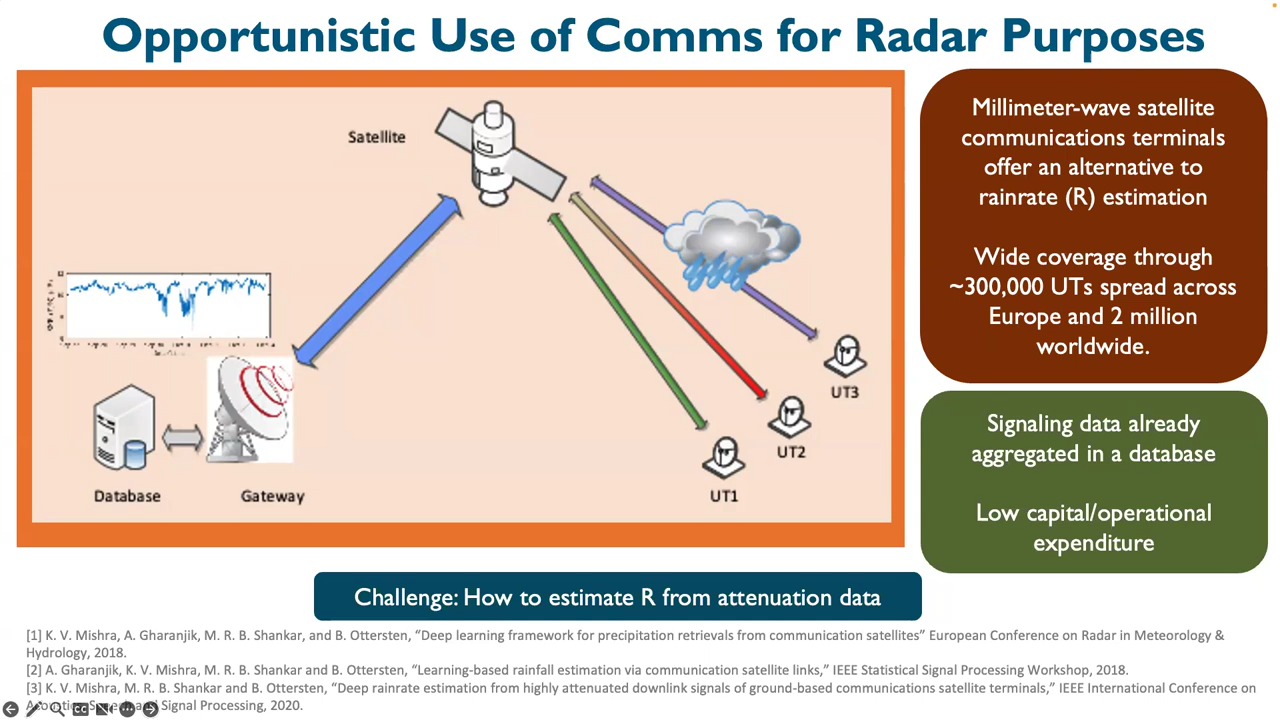 Opportunistic Use of Comms for Radar Purposes
Satellite
UT3
UT2
UT1
Database
Gateway
Millimeter-wave satellite
communications terminals
offer an alternative to
rainrate (R) estimation
Wide coverage through
~300,000 UTs spread across
Europe and 2 million
worldwide.
Signaling data already
aggregated in a database
Low capital/operational
expenditure
Challenge: How to estimate R from attenuation data
[1] K. V. Mishra, A. Gharanjik, M. R. B. Shankar, and B. Ottersten, “Deep learning framework for precipitation retrievals from communication satellites” European Conference on Radar in Meteorology &
Hydrology, 2018.
[2] A. Gharanjik, K. V. Mishra, M. R. B. Shankar and B. Ottersten, “Learning-based rainfall estimation via communication satellite links,” IEEE Statistical Signal Processing Workshop, 2018.
[3] K. V. Mishra, M. R. B. Shankar and B. Ottersten, “Deep rainrate estimation from highly attenuated downlink signals of ground-based communications satellite terminals,” IEEE International Conference on
Signal Processing, 2020.